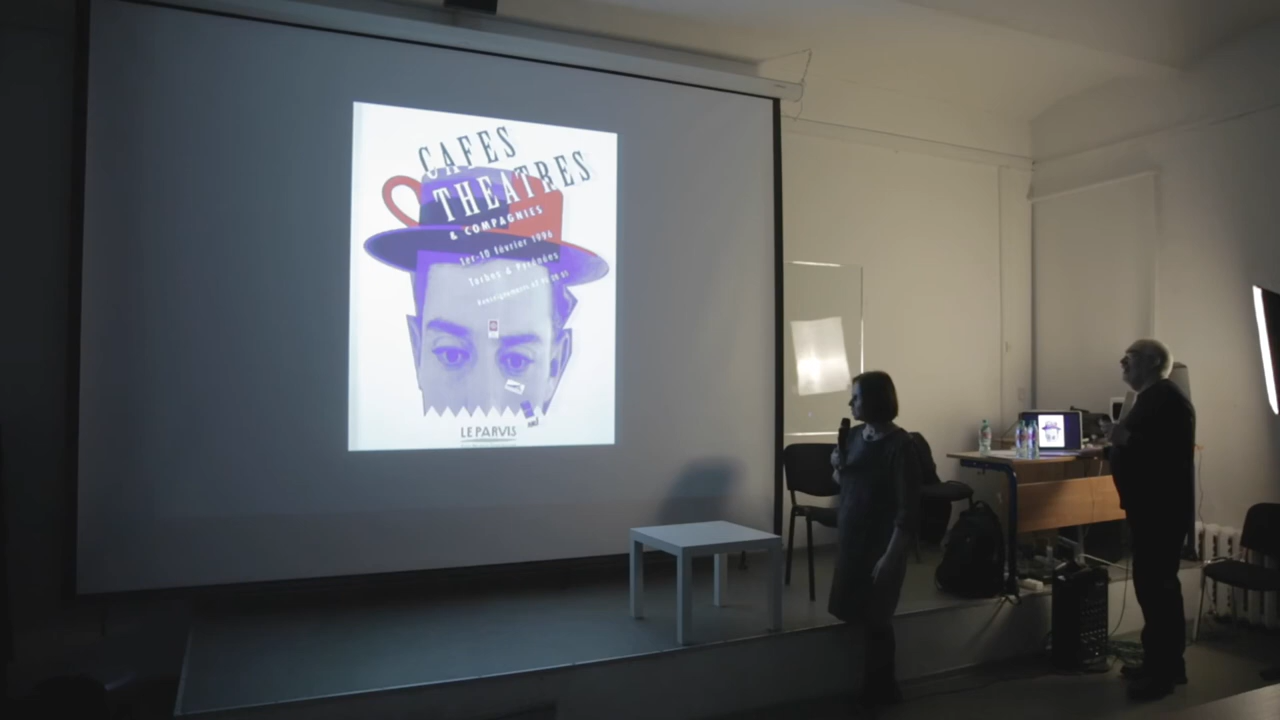 CAFES
THEATRES
& COMPAGNIES
1er-10 février 1996
Tarbes & Pyrénées
LE PARVIS